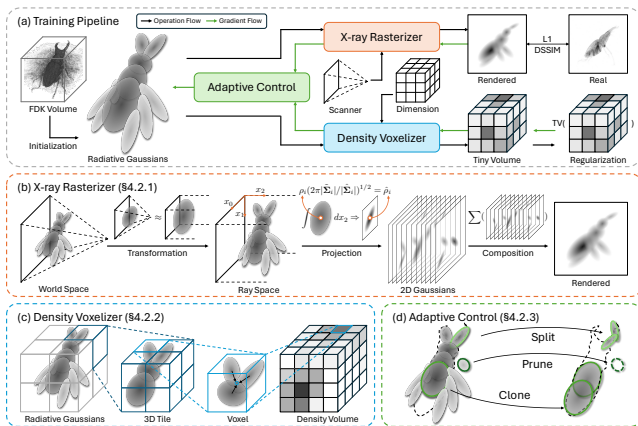 (a) Training Pipeline
Operation Flow
Gradient Flow
X-ray Rasterizer
L1
DSSIM
Rendered
Real
FDK Volume
Adaptive Control
Scanner
Dimension
Initialization
Radiative Gaussians
Density Voxelizer
TV( )
Tiny Volume
Regularization
(b) X-ray Rasterizer (§4.2.1)
≈
x₀
x₁
x₂
ρᵢ(2π|Σ̃ᵢ|/|Σ̂ᵢ|)^{1/2} = ρ̂ᵢ
∫ dx₂ ⇒
∑( )
Transformation
Projection
Composition
World Space
Ray Space
2D Gaussians
Rendered
(c) Density Voxelizer (§4.2.2)
Radiative Gaussians
3D Tile
Voxel
Density Volume
(d) Adaptive Control (§4.2.3)
Split
Prune
Clone